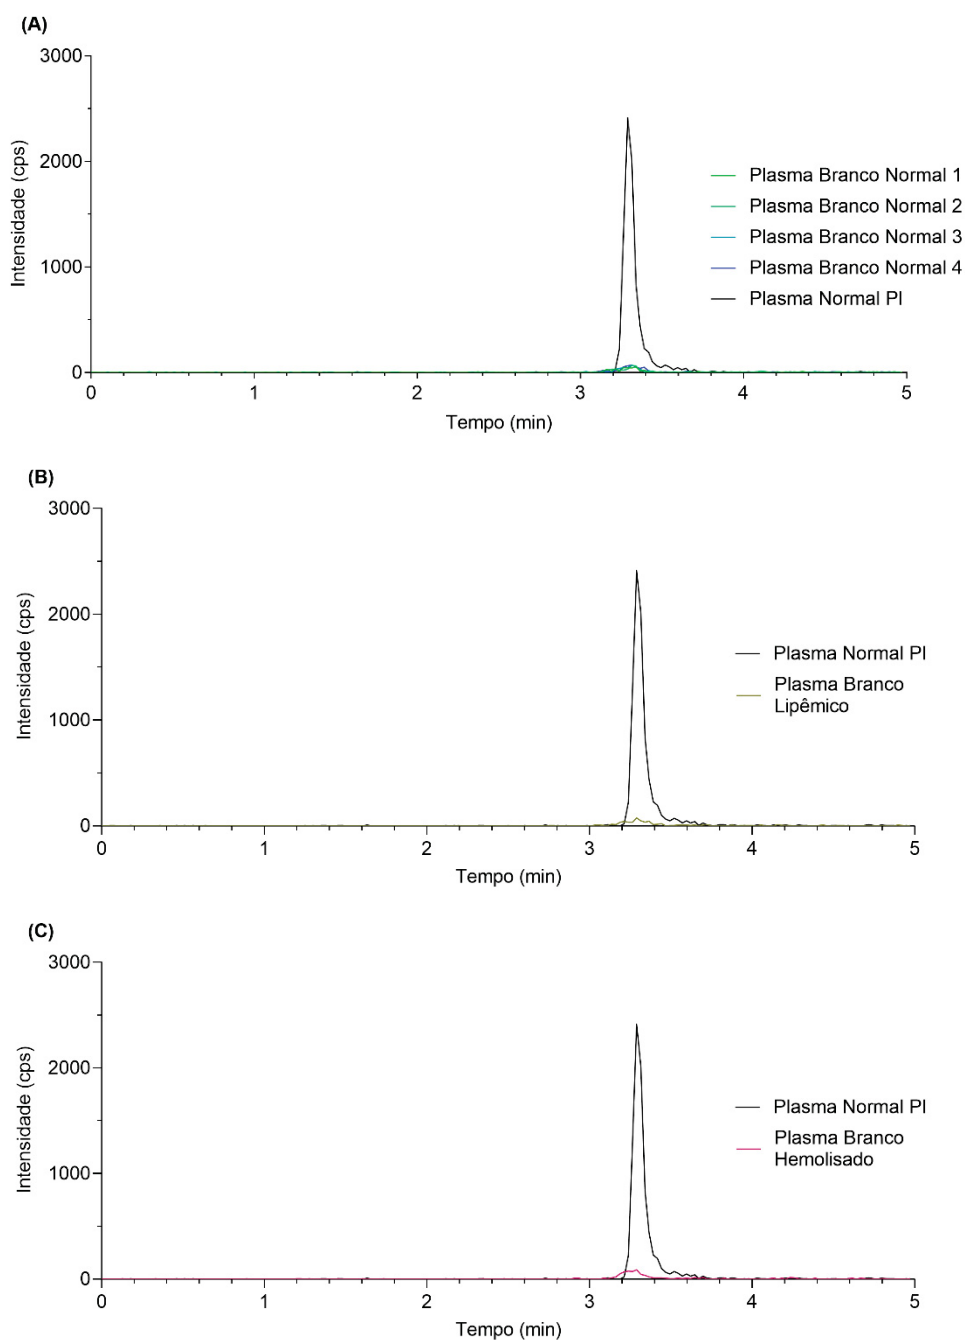 (A)
3000
2000
1000
0
Intensidade (cps)
0 1 2 3 4 5
Tempo (min)
Plasma Branco Normal 1
Plasma Branco Normal 2
Plasma Branco Normal 3
Plasma Branco Normal 4
Plasma Normal PI
(B)
3000
2000
1000
0
Intensidade (cps)
0 1 2 3 4 5
Tempo (min)
Plasma Normal PI
Plasma Branco
Lipêmico
(C)
3000
2000
1000
0
Intensidade (cps)
0 1 2 3 4 5
Tempo (min)
Plasma Normal PI
Plasma Branco
Hemolisado